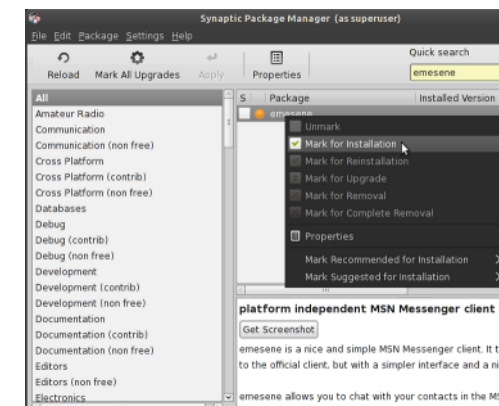 Synaptic Package Manager (as superuser)
File Edit Package Settings Help
Reload
Mark All Upgrades
Apply
Properties
Quick search
emesene
All
Amateur Radio
Communication
Communication (non free)
Cross Platform
Cross Platform (contrib)
Cross Platform (non free)
Databases
Debug
Debug (contrib)
Debug (non free)
Development
Development (contrib)
Development (non free)
Documentation
Documentation (contrib)
Documentation (non free)
Editors
Editors (non free)
Electronics
S Package Installed Version
emesene
Unmark
Mark for Installation
Mark for Reinstallation
Mark for Upgrade
Mark for Removal
Mark for Complete Removal
Properties
Mark Recommended for Installation
Mark Suggested for Installation
platform independent MSN Messenger client
Get Screenshot
emesene is a nice and simple MSN Messenger client. It
to the official client, but with a simpler interface and a
emesene allows you to chat with your contacts in the